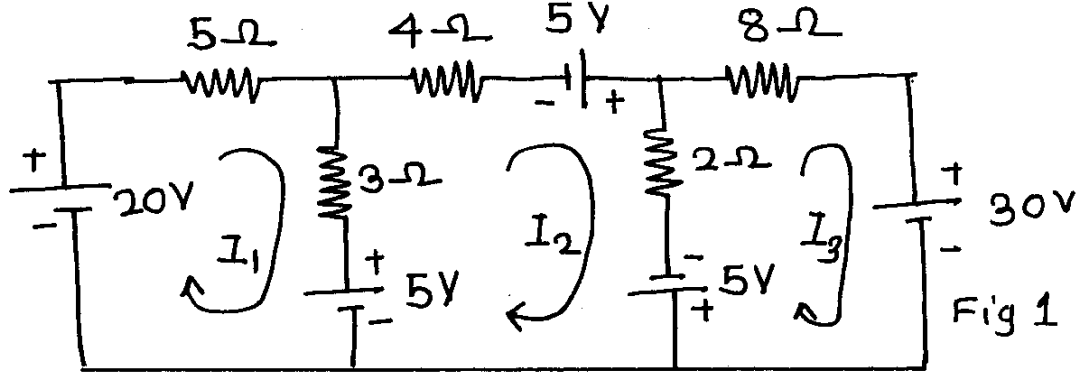 5Ω 4Ω 5V 8Ω
- +
+ 20V - 3Ω 2Ω + 30V -
I1 I2 I3
+ 5V - - 5V +
Fig 1